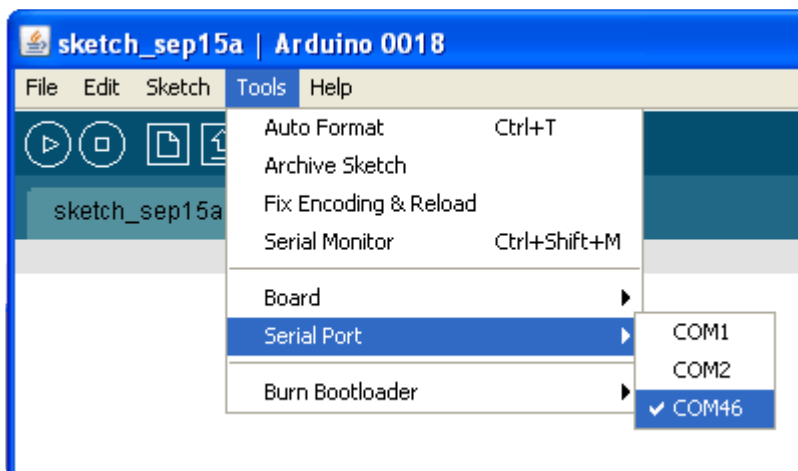 sketch_sep15a | Arduino 0018
File Edit Sketch Tools Help
Auto Format Ctrl+T
Archive Sketch
sketch_sep15a
Fix Encoding & Reload
Serial Monitor Ctrl+Shift+M
Board
Serial Port
COM1
COM2
Burn Bootloader
COM46